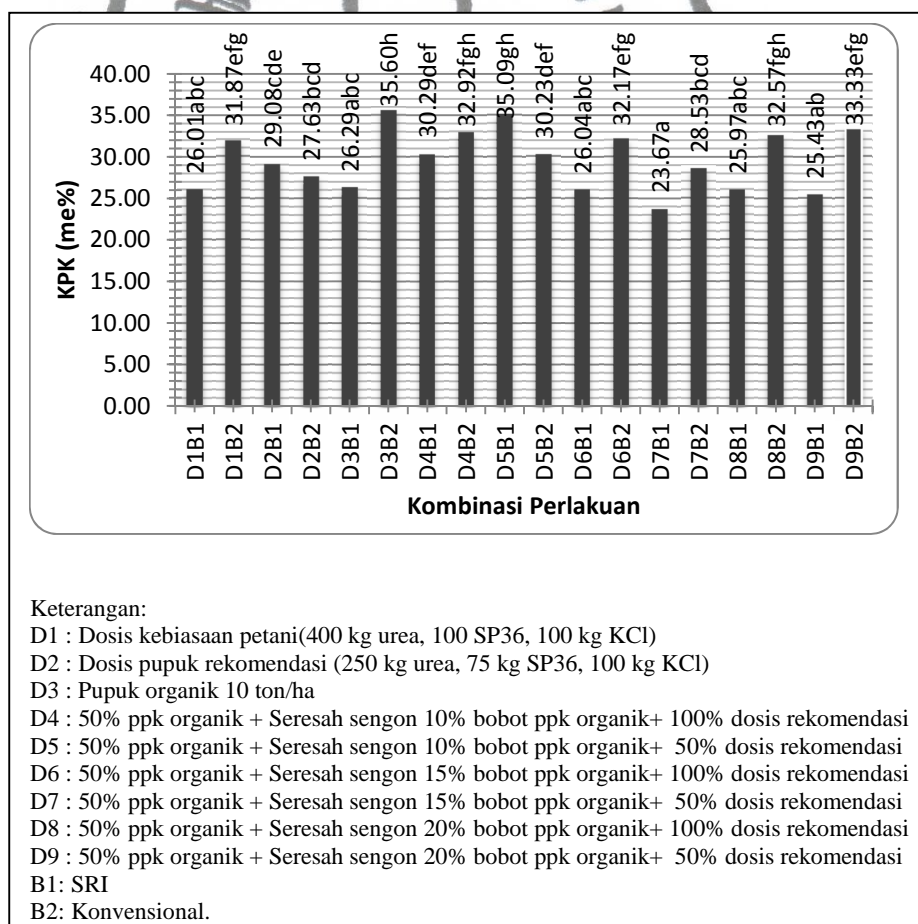 26.01abc
31.87efg
29.08cde
27.63bcd
26.29abc
35.60h
30.29def
32.92fgh
35.09gh
30.23def
26.04abc
32.17efg
23.67a
28.53bcd
25.97abc
32.57fgh
25.43ab
33.33efg
40.00
35.00
30.00
25.00
20.00
15.00
10.00
5.00
0.00
KPK (me%)
D1B1
D1B2
D2B1
D2B2
D3B1
D3B2
D4B1
D4B2
D5B1
D5B2
D6B1
D6B2
D7B1
D7B2
D8B1
D8B2
D9B1
D9B2
Kombinasi Perlakuan
Keterangan:
D1 : Dosis kebiasaan petani(400 kg urea, 100 SP36, 100 kg KCl)
D2 : Dosis pupuk rekomendasi (250 kg urea, 75 kg SP36, 100 kg KCl)
D3 : Pupuk organik 10 ton/ha
D4 : 50% ppk organik + Seresah sengon 10% bobot ppk organik+ 100% dosis rekomendasi
D5 : 50% ppk organik + Seresah sengon 10% bobot ppk organik+ 50% dosis rekomendasi
D6 : 50% ppk organik + Seresah sengon 15% bobot ppk organik+ 100% dosis rekomendasi
D7 : 50% ppk organik + Seresah sengon 15% bobot ppk organik+ 50% dosis rekomendasi
D8 : 50% ppk organik + Seresah sengon 20% bobot ppk organik+ 100% dosis rekomendasi
D9 : 50% ppk organik + Seresah sengon 20% bobot ppk organik+ 50% dosis rekomendasi
B1: SRI
B2: Konvensional.